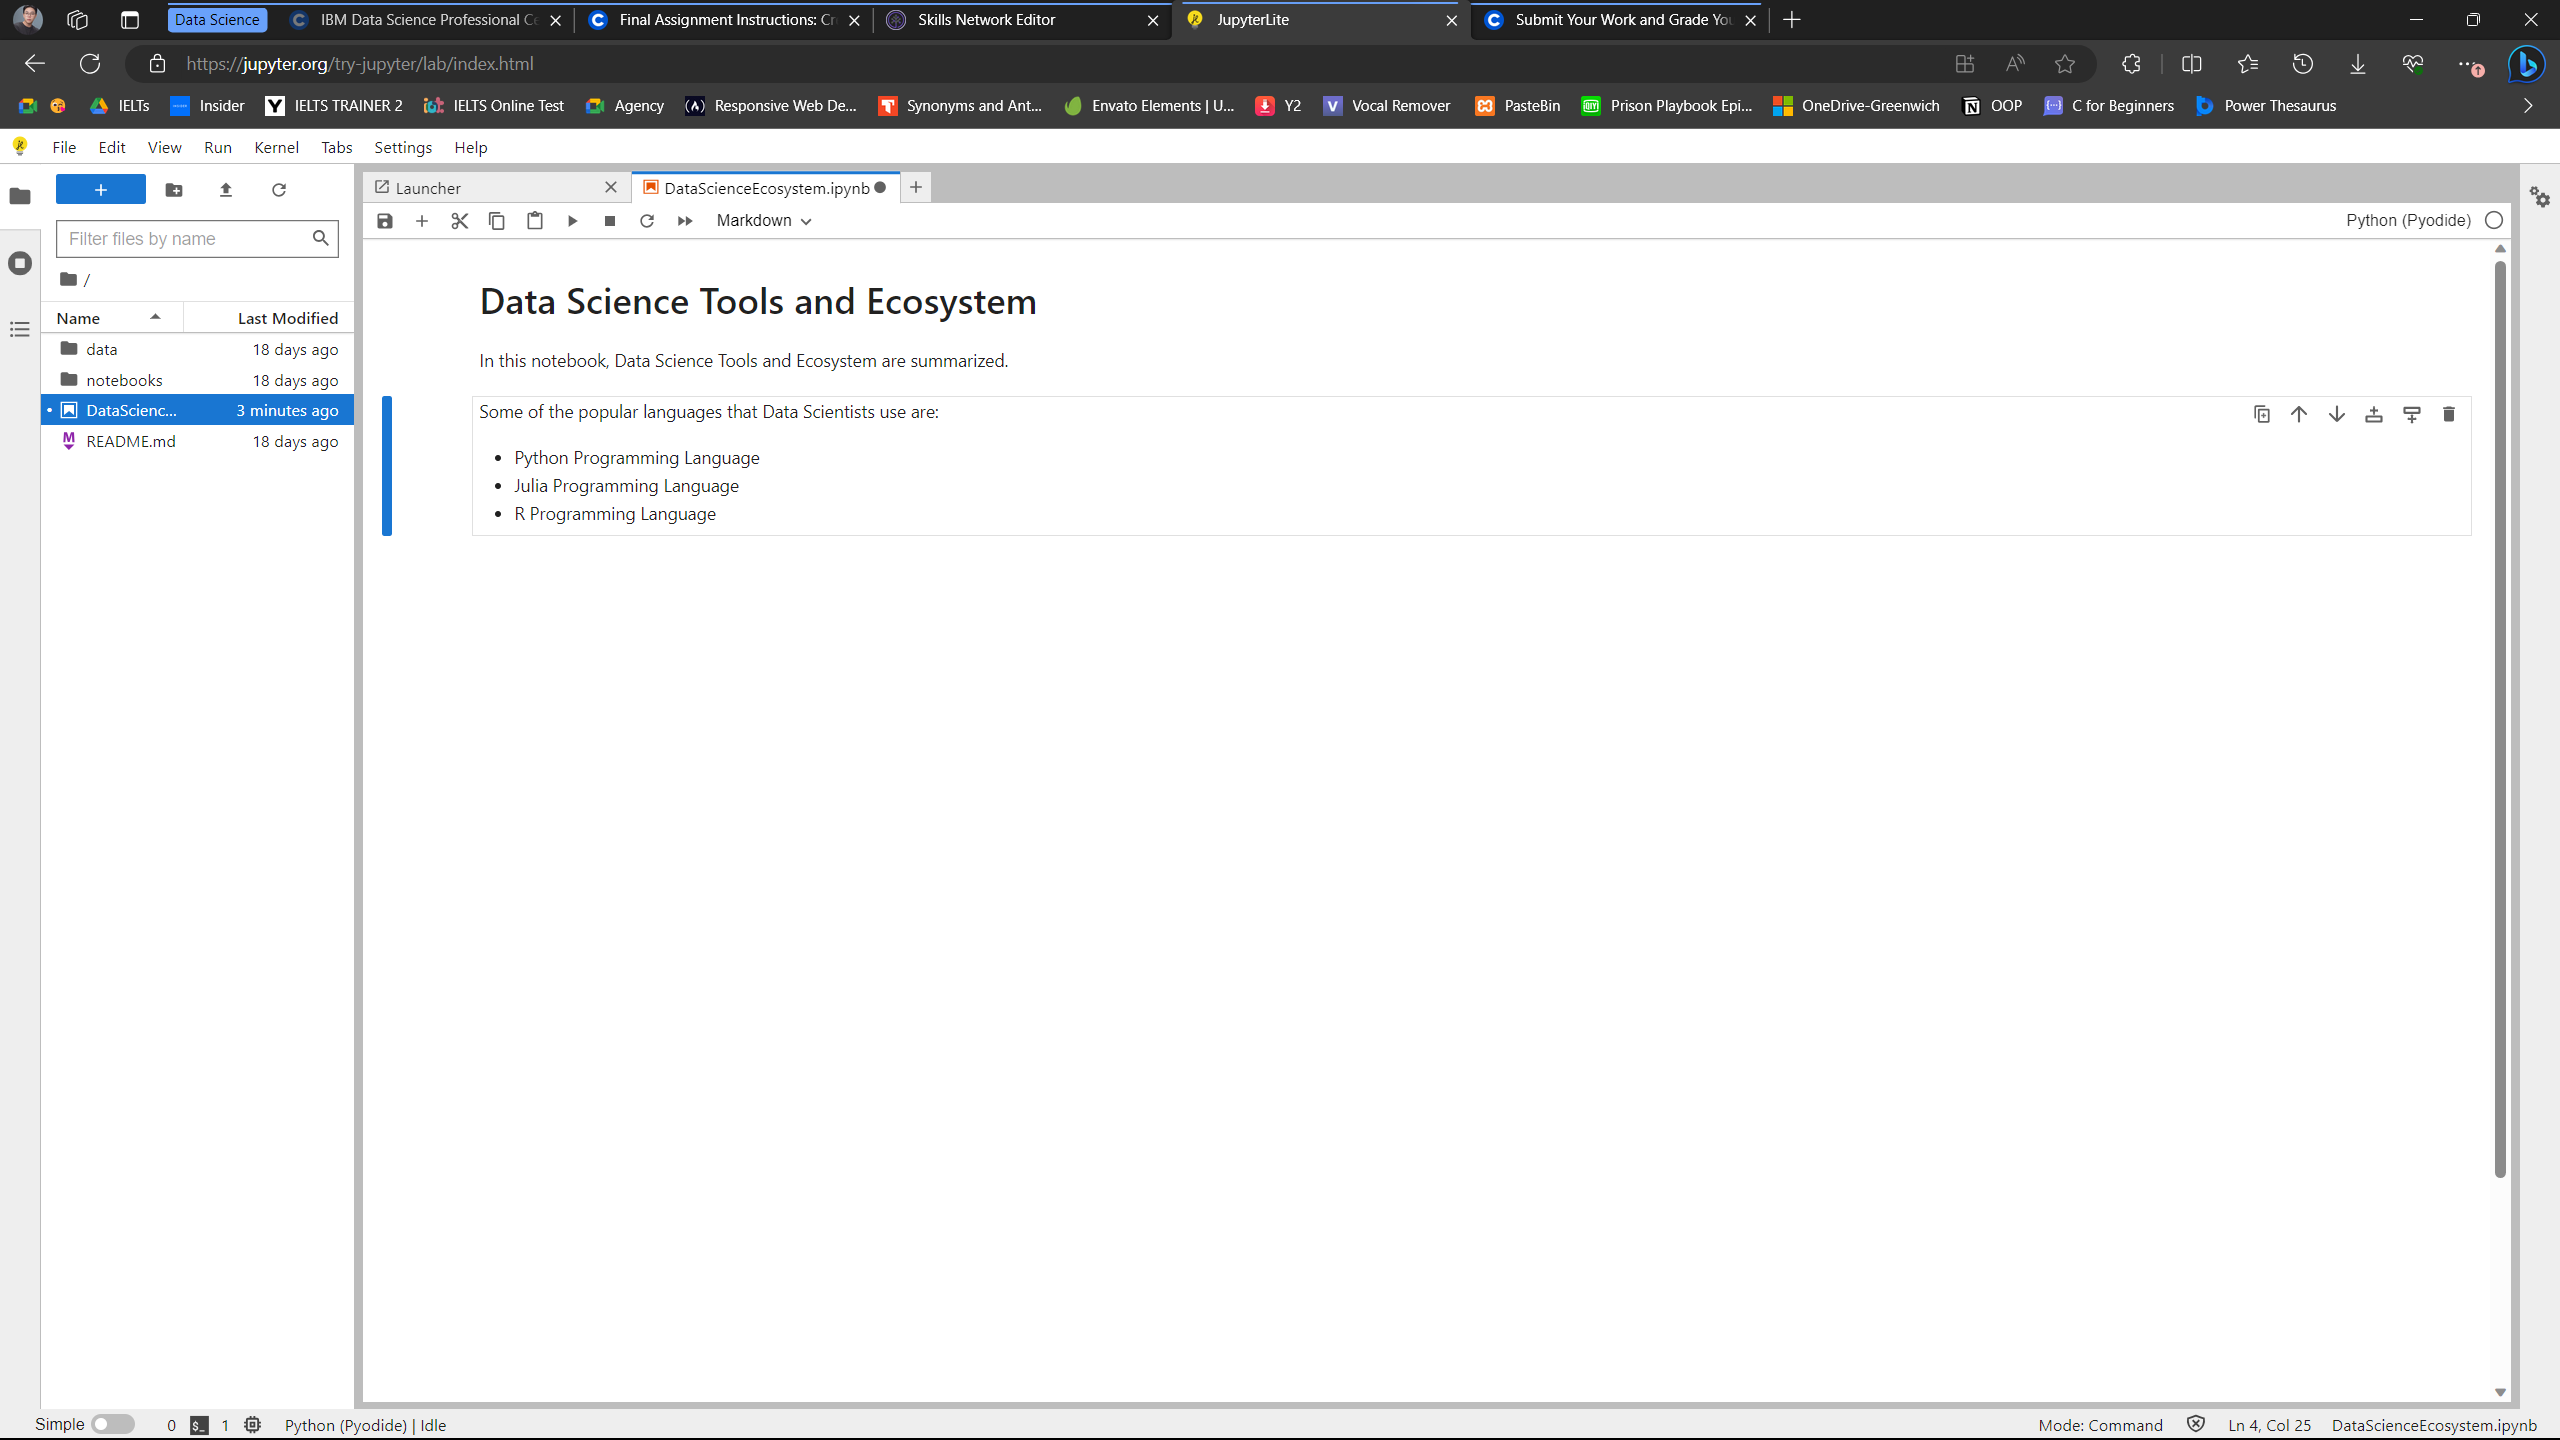 Data Science
IBM Data Science Professional Ce
Final Assignment Instructions: Cr
Skills Network Editor
JupyterLite
Submit Your Work and Grade You
https://jupyter.org/try-jupyter/lab/index.html
IELTs
Insider
IELTS TRAINER 2
IELTS Online Test
Agency
Responsive Web De...
Synonyms and Ant...
Envato Elements | U...
Y2
Vocal Remover
PasteBin
Prison Playbook Epi...
OneDrive-Greenwich
OOP
C for Beginners
Power Thesaurus
File Edit View Run Kernel Tabs Settings Help
Launcher
DataScienceEcosystem.ipynb
Markdown
Python (Pyodide)
Filter files by name
/
Name Last Modified
data 18 days ago
notebooks 18 days ago
DataScienc... 3 minutes ago
README.md 18 days ago
Data Science Tools and Ecosystem
In this notebook, Data Science Tools and Ecosystem are summarized.
Some of the popular languages that Data Scientists use are:
• Python Programming Language
• Julia Programming Language
• R Programming Language
Simple 0 1 Python (Pyodide) | Idle
Mode: Command Ln 4, Col 25 DataScienceEcosystem.ipynb